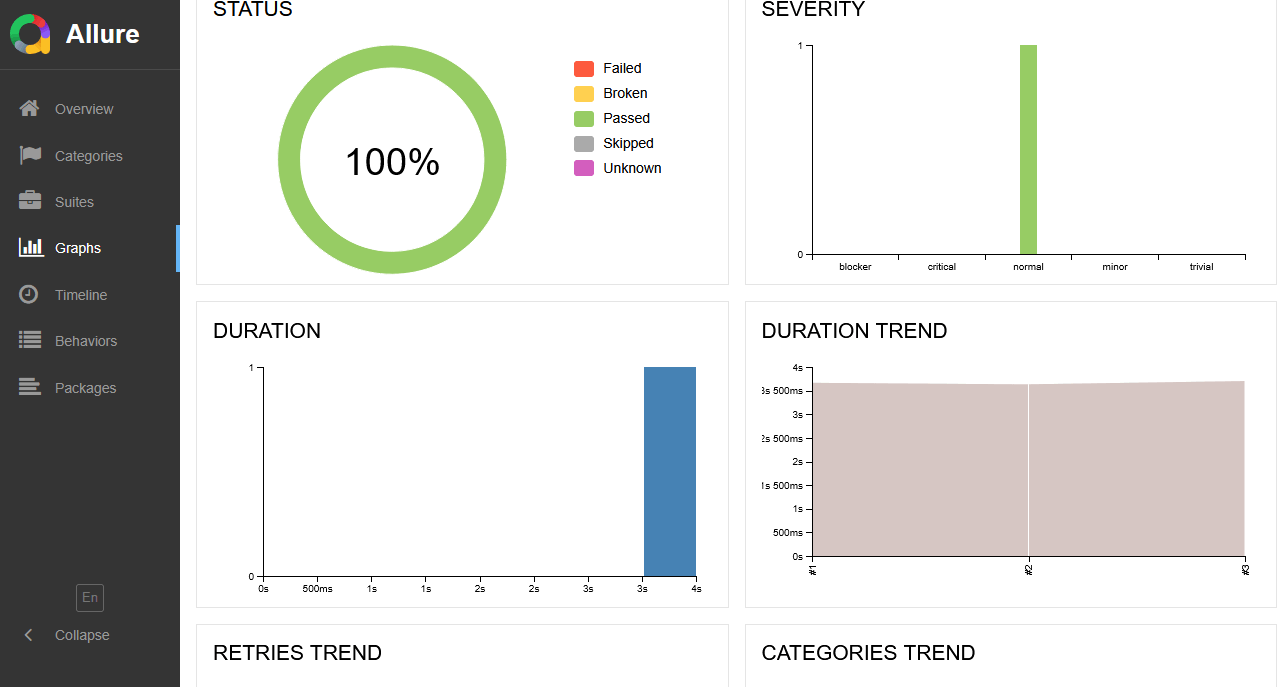 Allure
Overview
Categories
Suites
Graphs
Timeline
Behaviors
Packages
En
Collapse
STATUS
100%
Failed
Broken
Passed
Skipped
Unknown
SEVERITY
1
0
blocker critical normal minor trivial
DURATION
1
0
0s 500ms 1s 1s 2s 2s 3s 3s 4s
DURATION TREND
4s
3s 500ms
3s
2s 500ms
2s
1s 500ms
1s
500ms
0s
#1 #2 #3
RETRIES TREND
CATEGORIES TREND